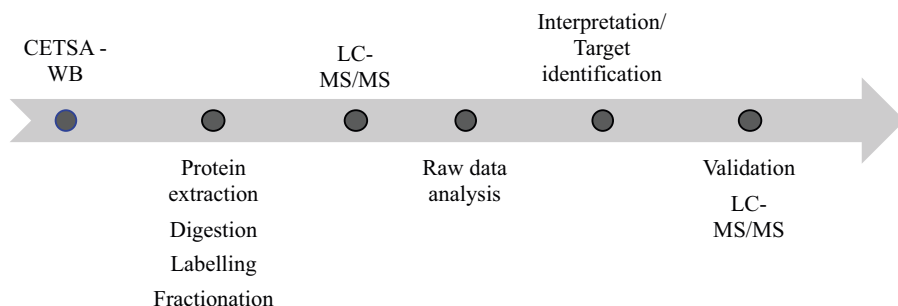 CETSA -
WB
Protein
extraction
Digestion
Labelling
Fractionation
LC-
MS/MS
Raw data
analysis
Interpretation/
Target
identification
Validation
LC-
MS/MS